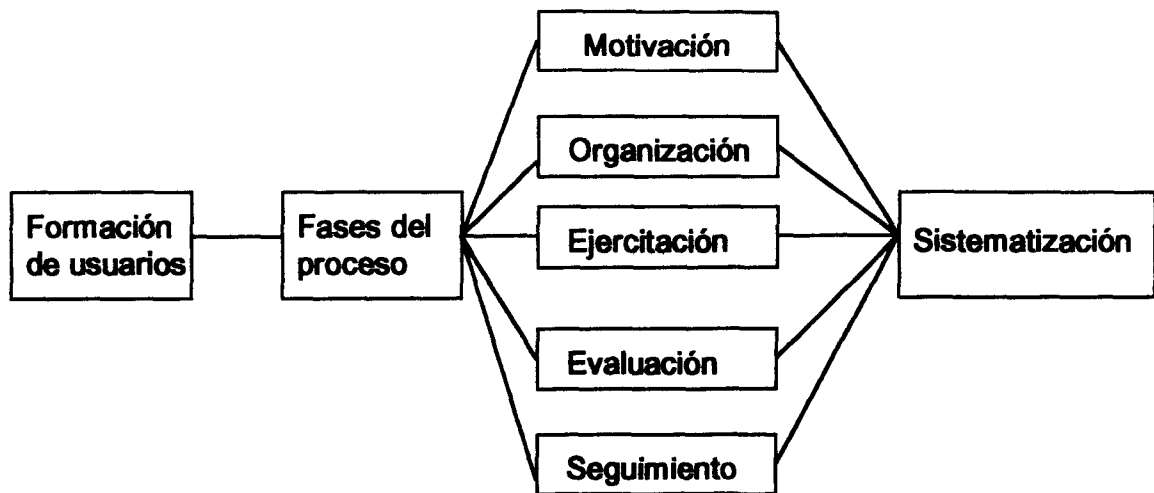 Formación
de usuarios
Fases del
proceso
Motivación
Organización
Ejercitación
Evaluación
Seguimiento
Sistematización